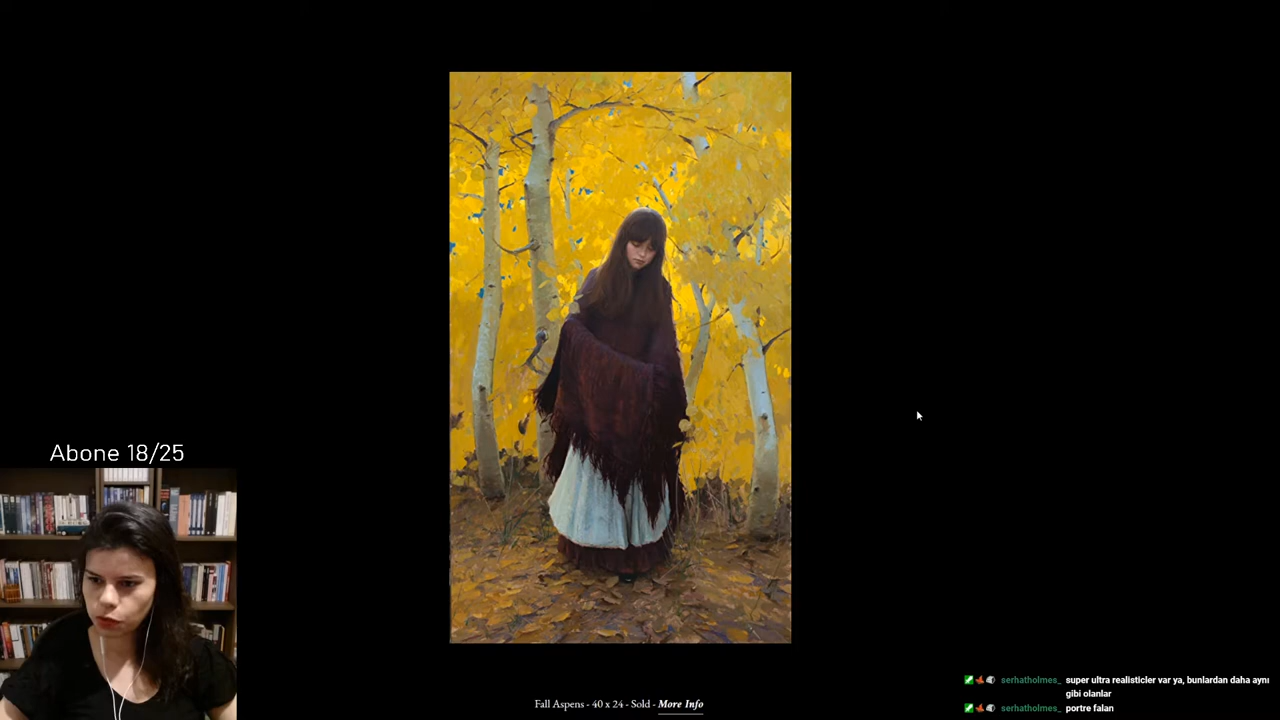 Abone 18/25
Fall Aspens - 40 x 24 - Sold - More Info
serhatholmes_ super ultra realisticler var ya, bunlardan daha aynı
gibi olanlar
serhatholmes_ portre falan